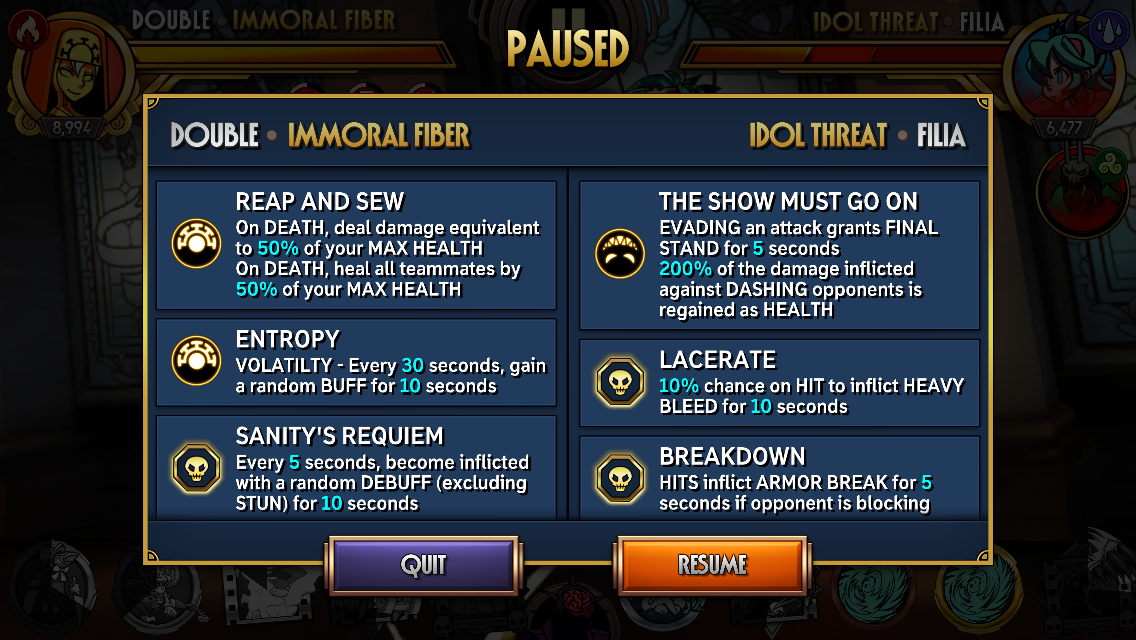 DOUBLE • IMMORAL FIBER
IDOL THREAT • FILIA
PAUSED
8,994
6,477
DOUBLE • IMMORAL FIBER
IDOL THREAT • FILIA
REAP AND SEW
On DEATH, deal damage equivalent
to 50% of your MAX HEALTH
On DEATH, heal all teammates by
50% of your MAX HEALTH
ENTROPY
VOLATILTY - Every 30 seconds, gain
a random BUFF for 10 seconds
SANITY'S REQUIEM
Every 5 seconds, become inflicted
with a random DEBUFF (excluding
STUN) for 10 seconds
THE SHOW MUST GO ON
EVADING an attack grants FINAL
STAND for 5 seconds
200% of the damage inflicted
against DASHING opponents is
regained as HEALTH
LACERATE
10% chance on HIT to inflict HEAVY
BLEED for 10 seconds
BREAKDOWN
HITS inflict ARMOR BREAK for 5
seconds if opponent is blocking
QUIT
RESUME